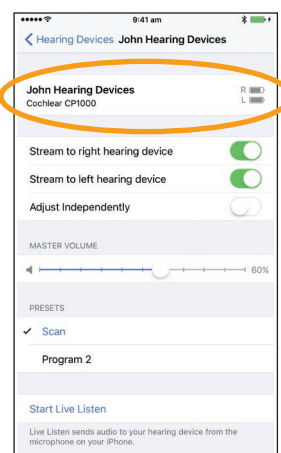 9:41 am
Hearing Devices John Hearing Devices
John Hearing Devices R
Cochlear CP1000 L
Stream to right hearing device
Stream to left hearing device
Adjust Independently
MASTER VOLUME
60%
PRESETS
Scan
Program 2
Start Live Listen
Live Listen sends audio to your hearing device from the
microphone on your iPhone.